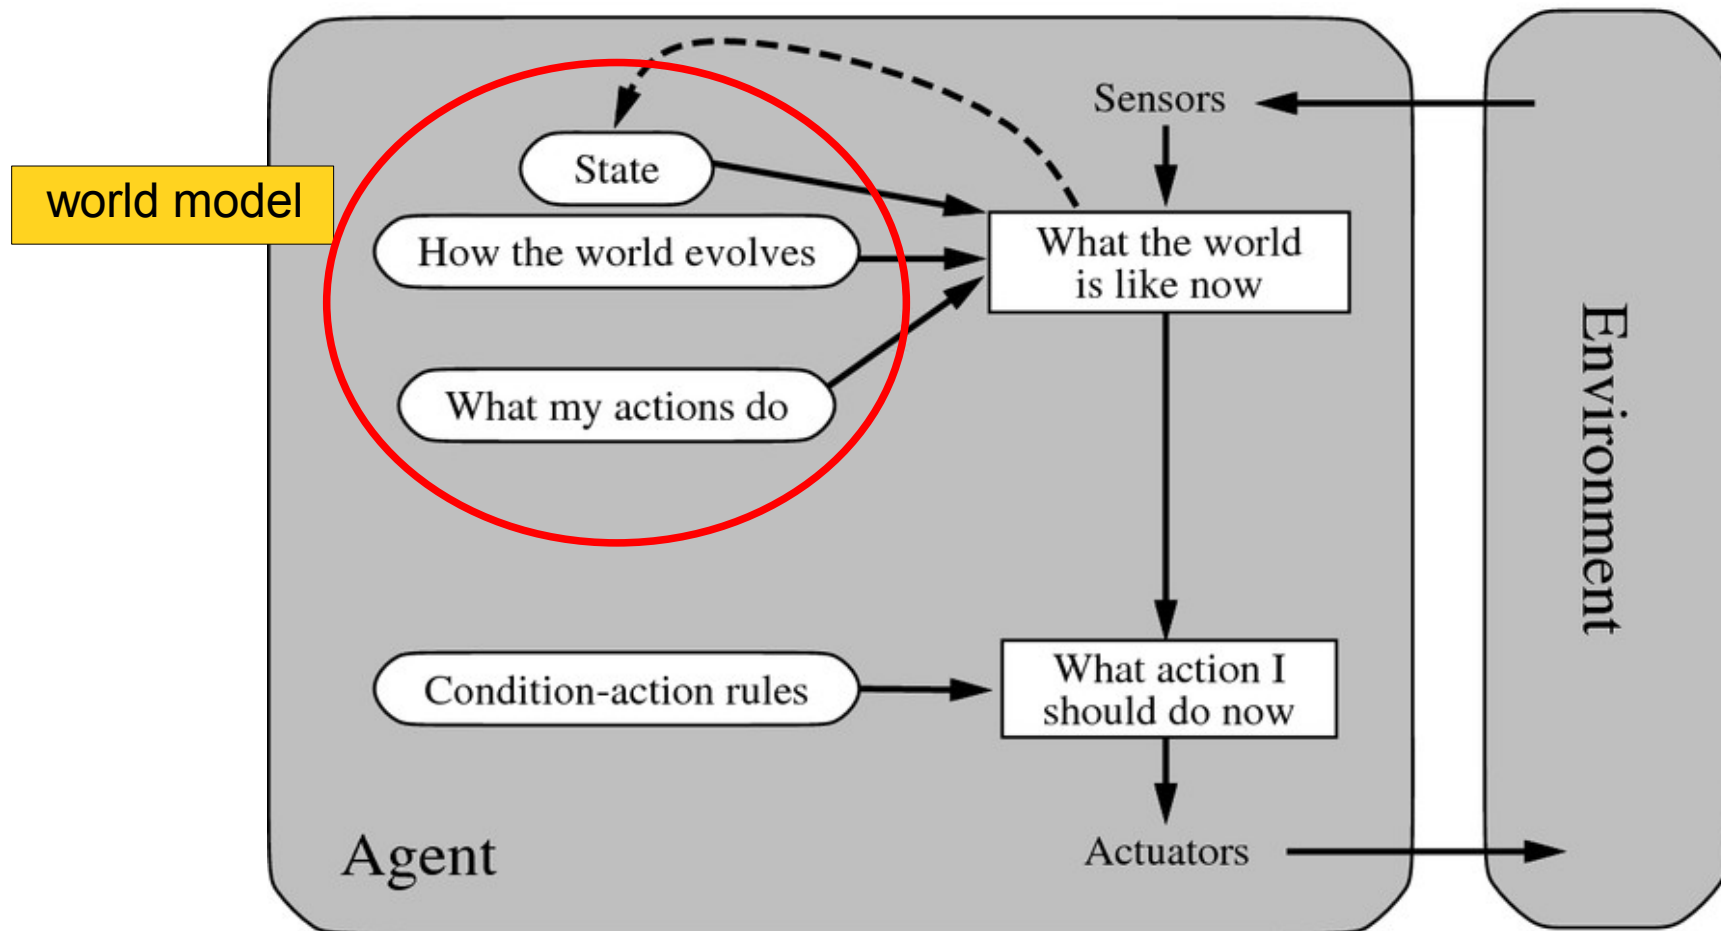 Sensors
State
world model
How the world evolves
What the world
is like now
What my actions do
Environment
Condition-action rules
What action I
should do now
Agent
Actuators